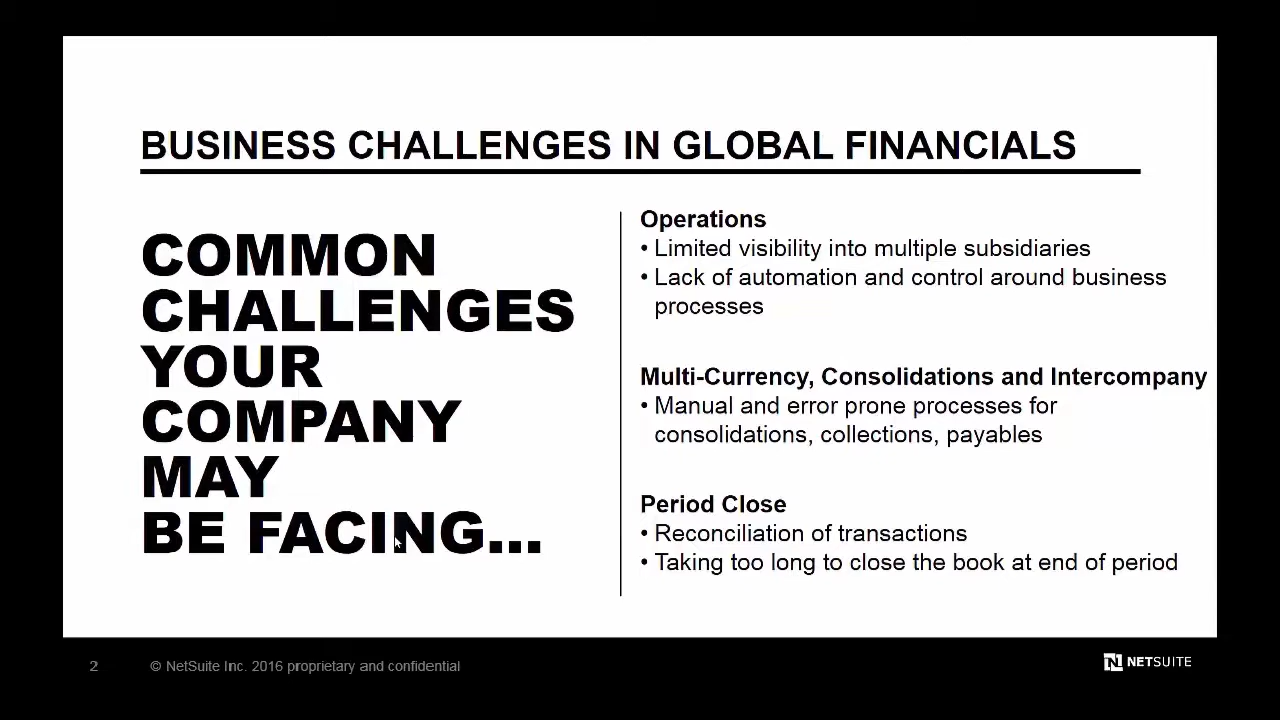 BUSINESS CHALLENGES IN GLOBAL FINANCIALS
COMMON
CHALLENGES
YOUR
COMPANY
MAY
BE FACING...
Operations
• Limited visibility into multiple subsidiaries
• Lack of automation and control around business
processes
Multi-Currency, Consolidations and Intercompany
• Manual and error prone processes for
consolidations, collections, payables
Period Close
• Reconciliation of transactions
• Taking too long to close the book at end of period
2
© NetSuite Inc. 2016 proprietary and confidential
N NETSUITE